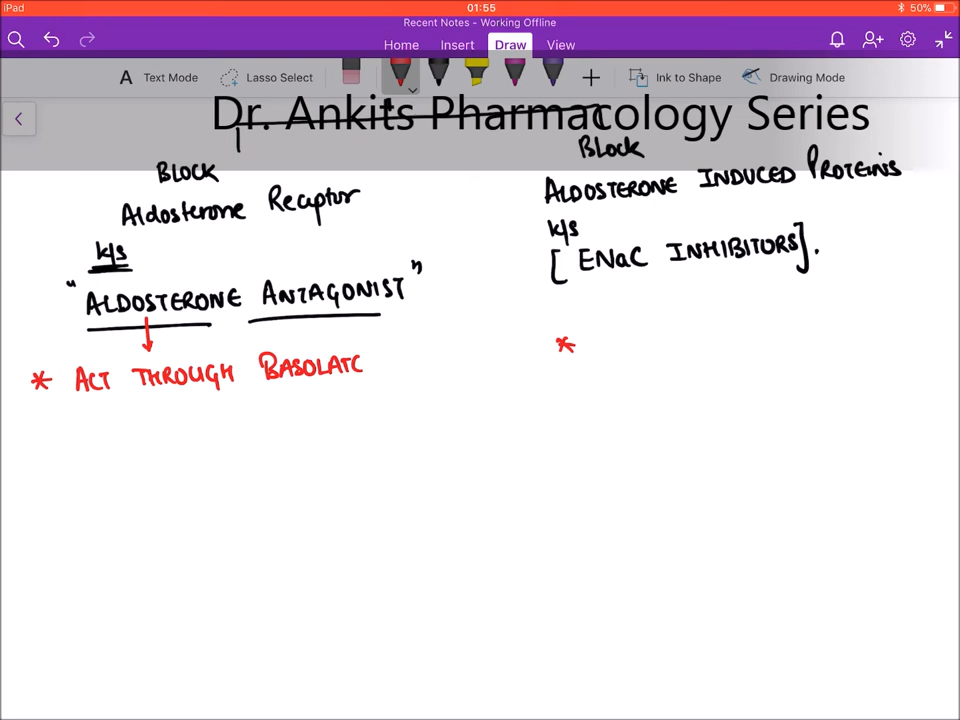 iPad 01:55 50%
Recent Notes - Working Offline
Home Insert Draw View
A Text Mode Lasso Select Ink to Shape Drawing Mode
Dr. Ankits Pharmacology Series
BLOCK
Aldosterone Receptor
k/s
"ALDOSTERONE ANTAGONIST"
* ACT THROUGH BASOLATC
BLOCK
ALDOSTERONE INDUCED PROTEINS
k/s
[ENaC INHIBITORS].
*